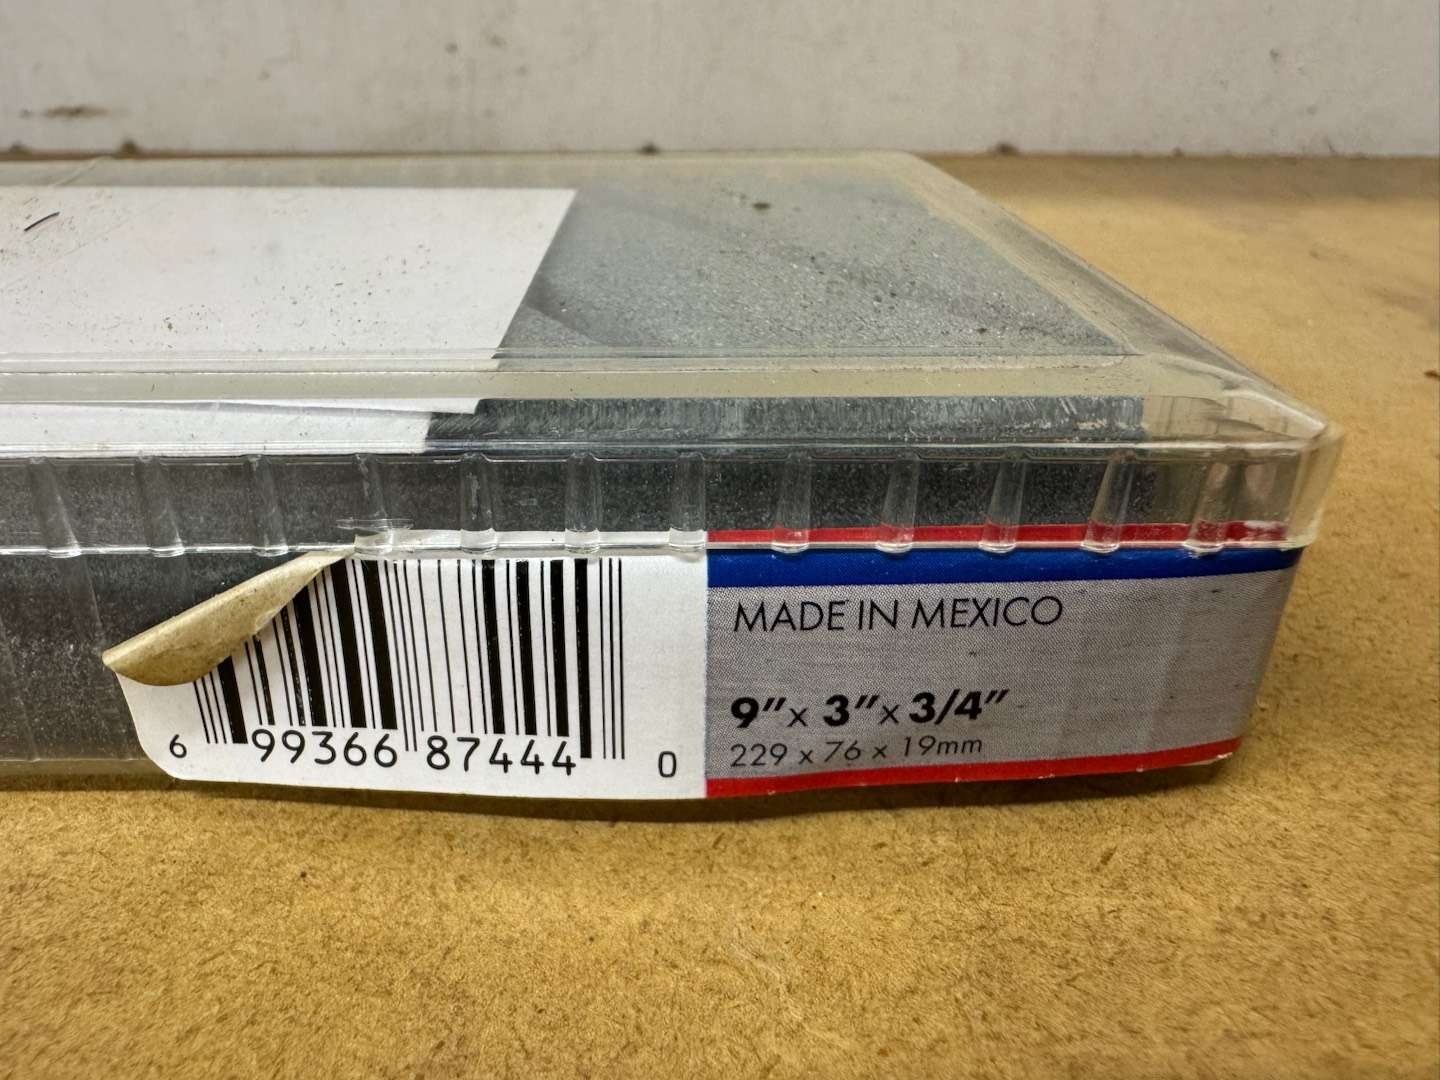 6 99366 87444 0
MADE IN MEXICO
9" x 3" x 3/4"
229 x 76 x 19mm